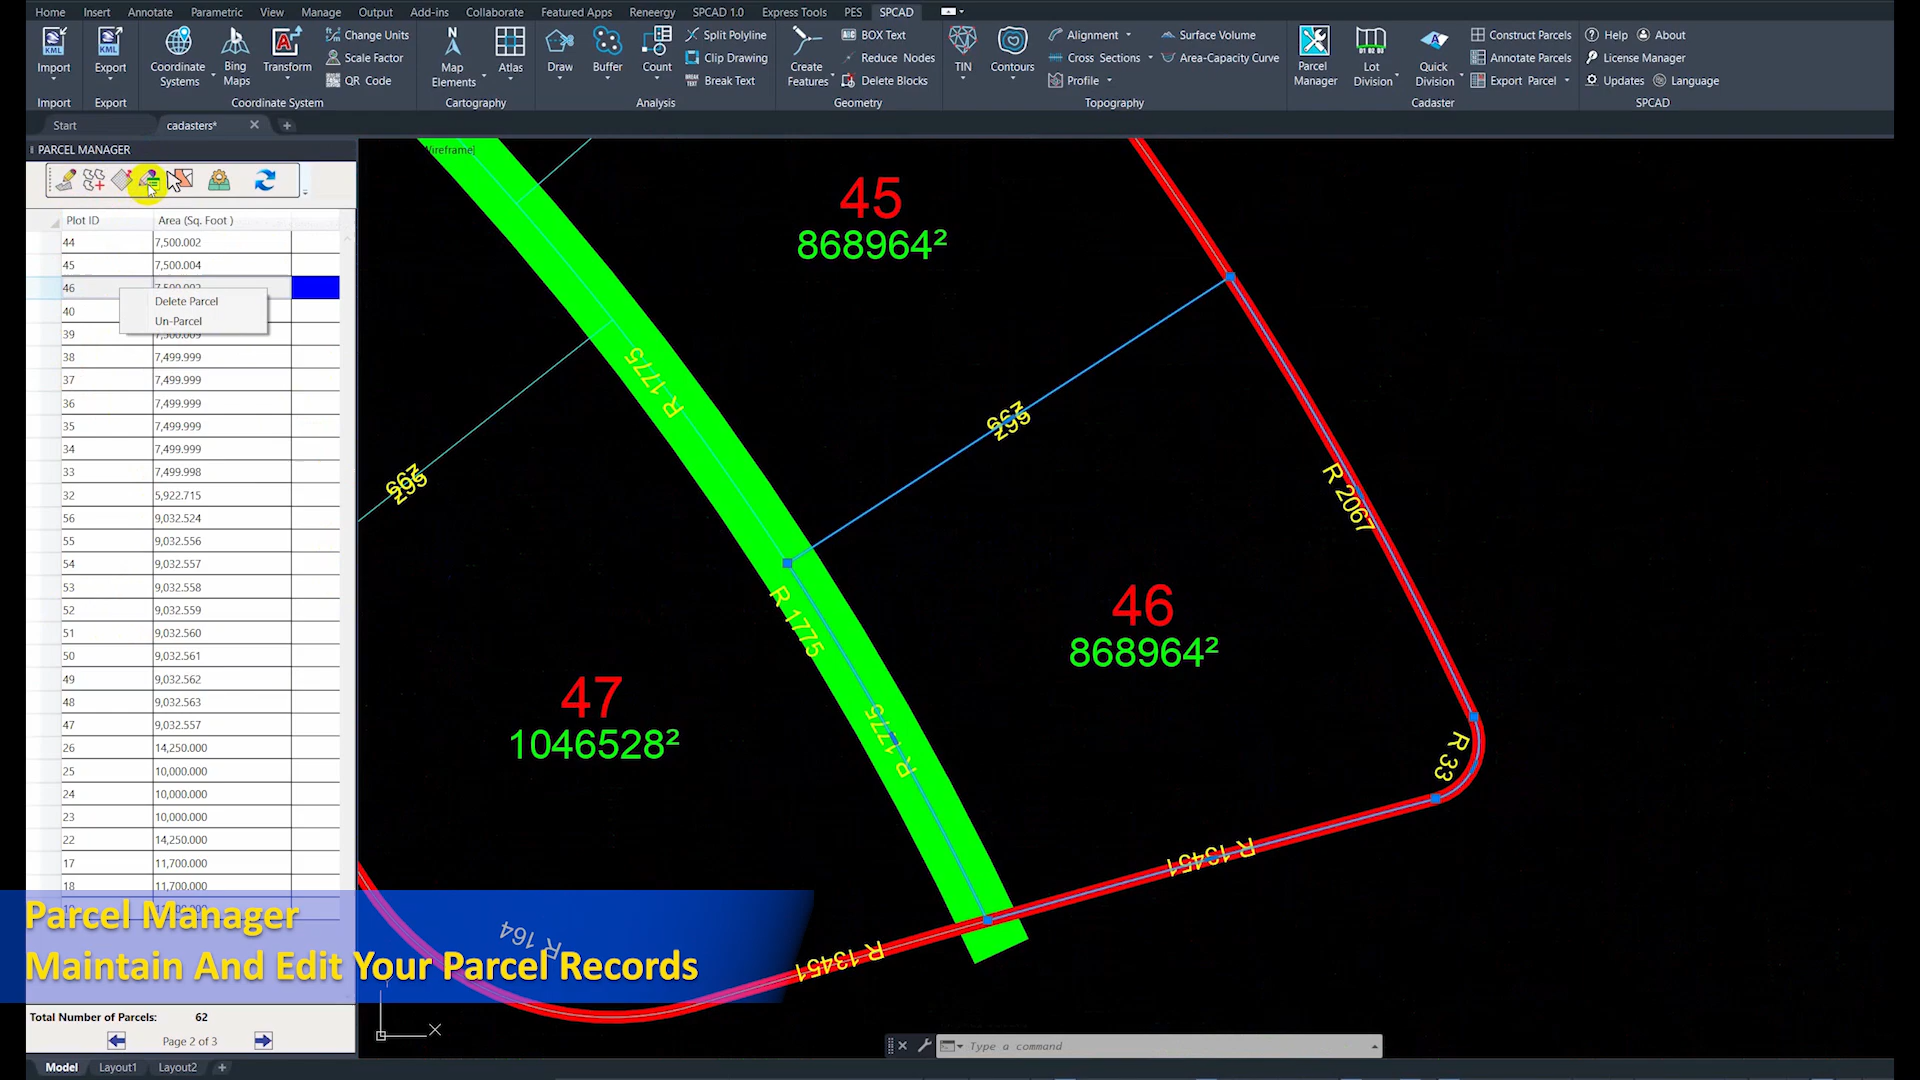 Home Insert Annotate Parametric View Manage Output Add-ins Collaborate Featured Apps Reneergy SPCAD 1.0 Express Tools PES SPCAD
KML Import
KML Export
Coordinate Systems
Bing Maps
Transform
Change Units
Scale Factor
QR Code
N Map Elements
Atlas
Draw
Buffer
Count
Split Polyline
Clip Drawing
BREAK TEXT Break Text
Create Features
ABC BOX Text
Reduce Nodes
Delete Blocks
TIN
Contours
Alignment
Cross Sections
Profile
Surface Volume
Area-Capacity Curve
Parcel Manager
Lot Division
Quick Division
Construct Parcels
Annotate Parcels
Export Parcel
Help About
License Manager
Updates Language
Import Export Coordinate System Cartography Analysis Geometry Topography Cadaster SPCAD
Start cadasters*
PARCEL MANAGER
Wireframe]
Plot ID Area (Sq. Foot )
44 7,500.002
45 7,500.004
46
Delete Parcel
Un-Parcel
40
39
38 7,499.999
37 7,499.999
36 7,499.999
35 7,499.999
34 7,499.999
33 7,499.998
32 5,922.715
56 9,032.524
55 9,032.556
54 9,032.557
53 9,032.558
52 9,032.559
51 9,032.560
50 9,032.561
49 9,032.562
48 9,032.563
47 9,032.557
26 14,250.000
25 10,000.000
24 10,000.000
23 10,000.000
22 14,250.000
17 11,700.000
18 11,700.000
45
868964²
R 1775
299
R 2067
R 1775
46
868964²
47
1046528²
R 1775
R 33
R 13451
R 164
R 13451
Parcel Manager
Maintain And Edit Your Parcel Records
Total Number of Parcels: 62
Page 2 of 3
X
Type a command
Model Layout1 Layout2